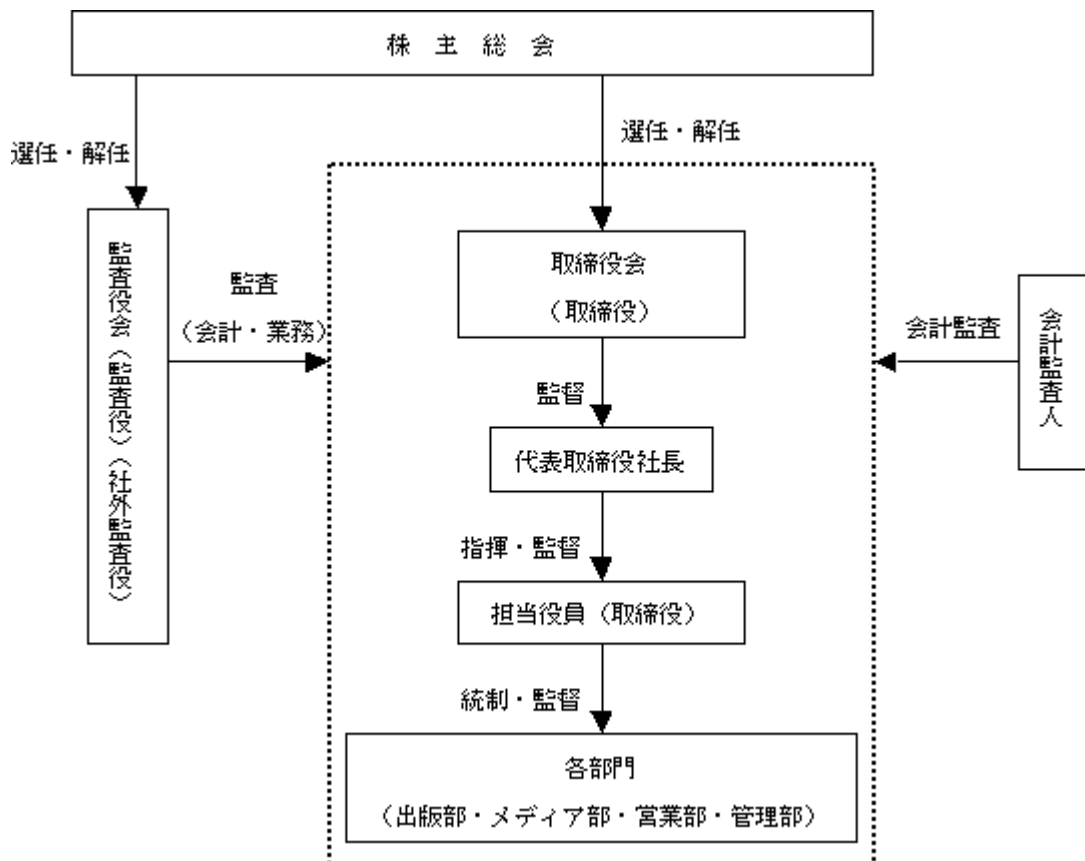 株主総会
選任・解任
選任・解任
監査役会(監査役)(社外監査役)
監査
(会計・業務)
取締役会
(取締役)
会計監査
会計監査人
監督
代表取締役社長
指揮・監督
担当役員(取締役)
統制・監督
各部門
(出版部・メディア部・営業部・管理部)